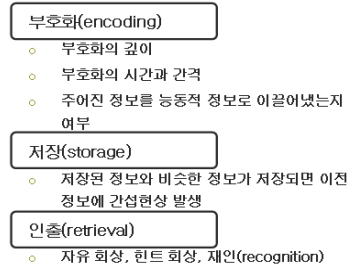 부호화(encoding)
부호화의 깊이
부호화의 시간과 간격
주어진 정보를 능동적 정보로 이끌어냈는지
여부
저장(storage)
저장된 정보와 비슷한 정보가 저장되면 이전
정보에 간섭현상 발생
인출(retrieval)
자유 회상, 힌트 회상, 재인(recognition)